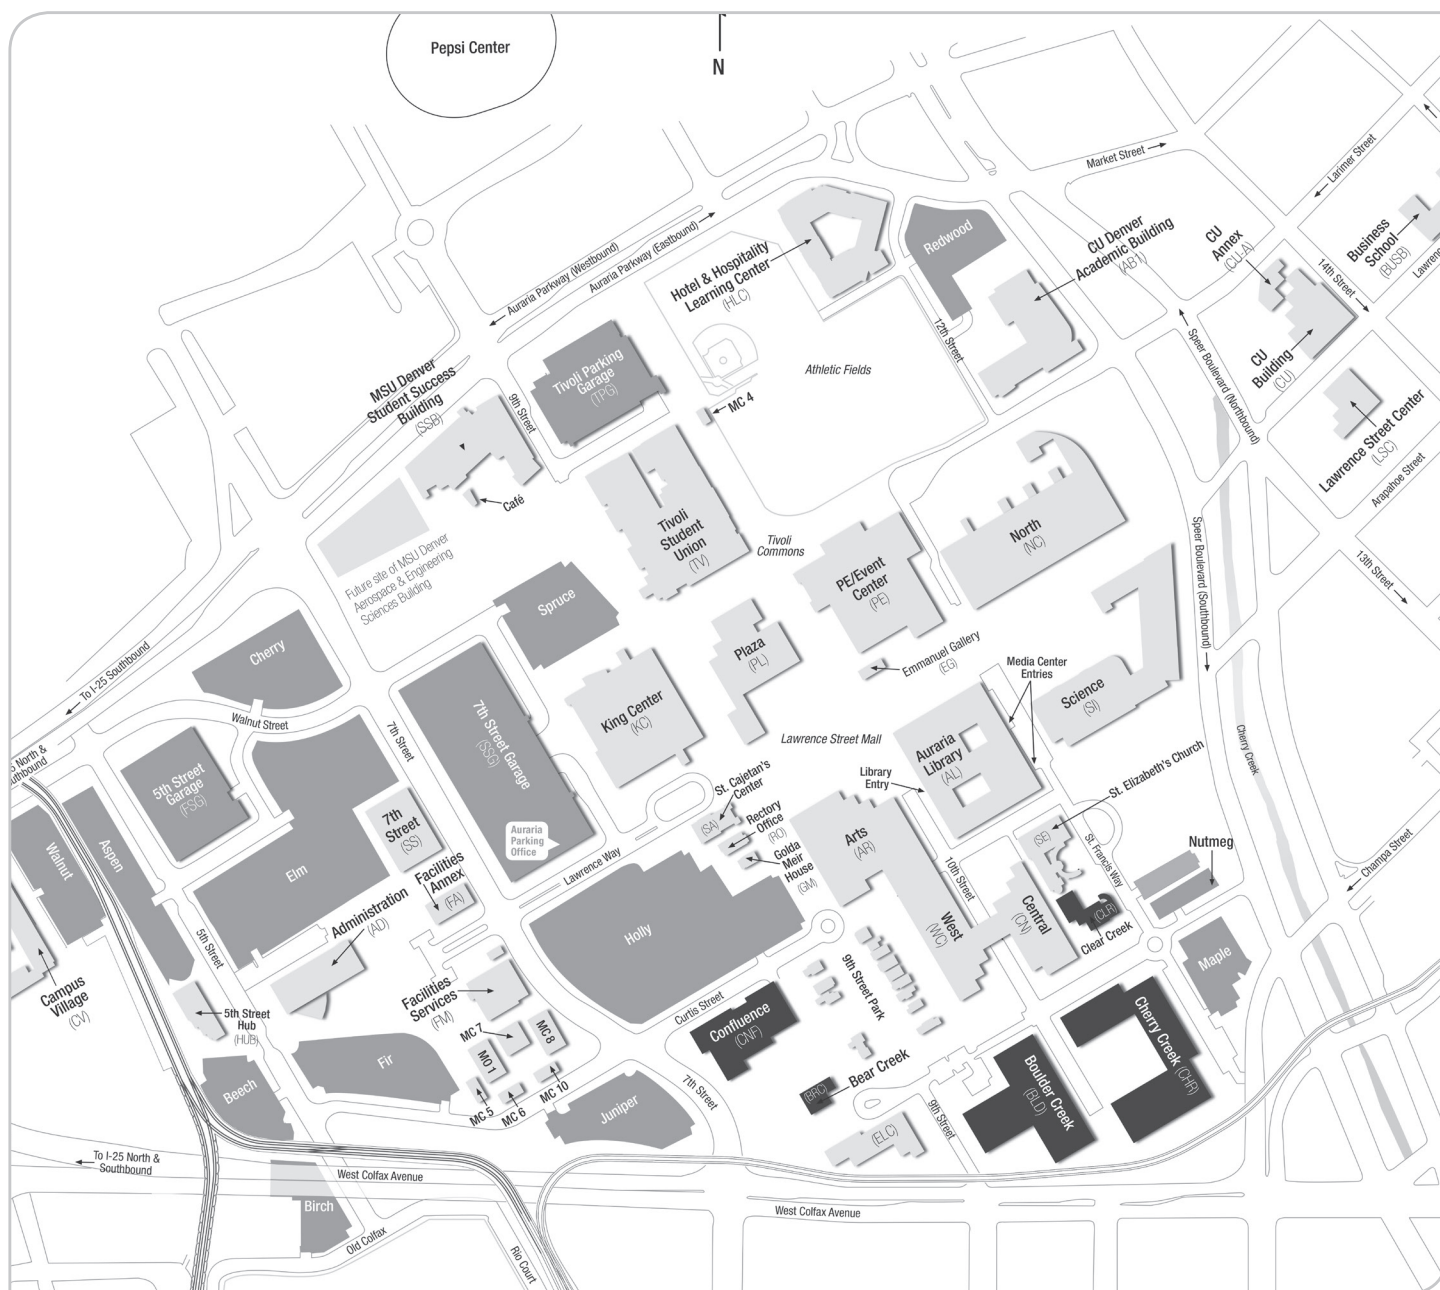 Pepsi Center
N
Market Street
Larimer Street
Auraria Parkway (Westbound)
Auraria Parkway (Eastbound)
Hotel & Hospitality
Learning Center
(HLC)
Redwood
CU Denver
Academic Building
(AB1)
CU
Annex
(CU-A)
Business
School
(BUSB)
14th Street
12th Street
Athletic Fields
CU
Building
(CU)
Speer Boulevard (Northbound)
Lawrence Street Center
(LSC)
Arapahoe Street
13th Street
MSU Denver
Student Success
Building
(SSB)
9th Street
Tivoli Parking
Garage
(TPG)
MC 4
Café
Future site of MSU Denver
Aerospace & Engineering
Sciences Building
Tivoli
Student
Union
(TV)
Tivoli
Commons
PE/Event
Center
(PE)
North
(NC)
Speer Boulevard (Southbound)
Spruce
Cherry
To I-25 Southbound
Walnut Street
Plaza
(PL)
Emmanuel Gallery
(EG)
Media Center
Entries
Science
(SI)
King Center
(KC)
7th Street Garage
(SSG)
7th Street
Lawrence Street Mall
Auraria
Library
(AL)
Library
Entry
Cherry Creek
St. Elizabeth's Church
(SE)
5th Street
Garage
(FSG)
7th
Street
(SS)
Auraria
Parking
Office
St. Cajetan's
Center
(SA)
Rectory
Office
(RO)
Golda
Meir
House
(GM)
Arts
(AR)
St. Francis Way
Nutmeg
Champa Street
Walnut
Aspen
Elm
Facilities
Annex
(FA)
Lawrence Way
Administration
(AD)
Holly
10th Street
West
(WC)
Central
(CN)
(CLR)
Clear Creek
Maple
5th Street
Campus
Village
(CV)
5th Street
Hub
(HUB)
Facilities
Services
(FM)
MC 7
MC 8
MO 1
MC 5
MC 6
MC 10
Curtis Street
Confluence
(CNF)
9th Street Park
Bear Creek
(BRC)
Cherry Creek (CHR)
Boulder Creek
(BLD)
Beech
Fir
Juniper
7th Street
(ELC)
9th Street
To I-25 North &
Southbound
West Colfax Avenue
West Colfax Avenue
Birch
Old Colfax
Rio Court